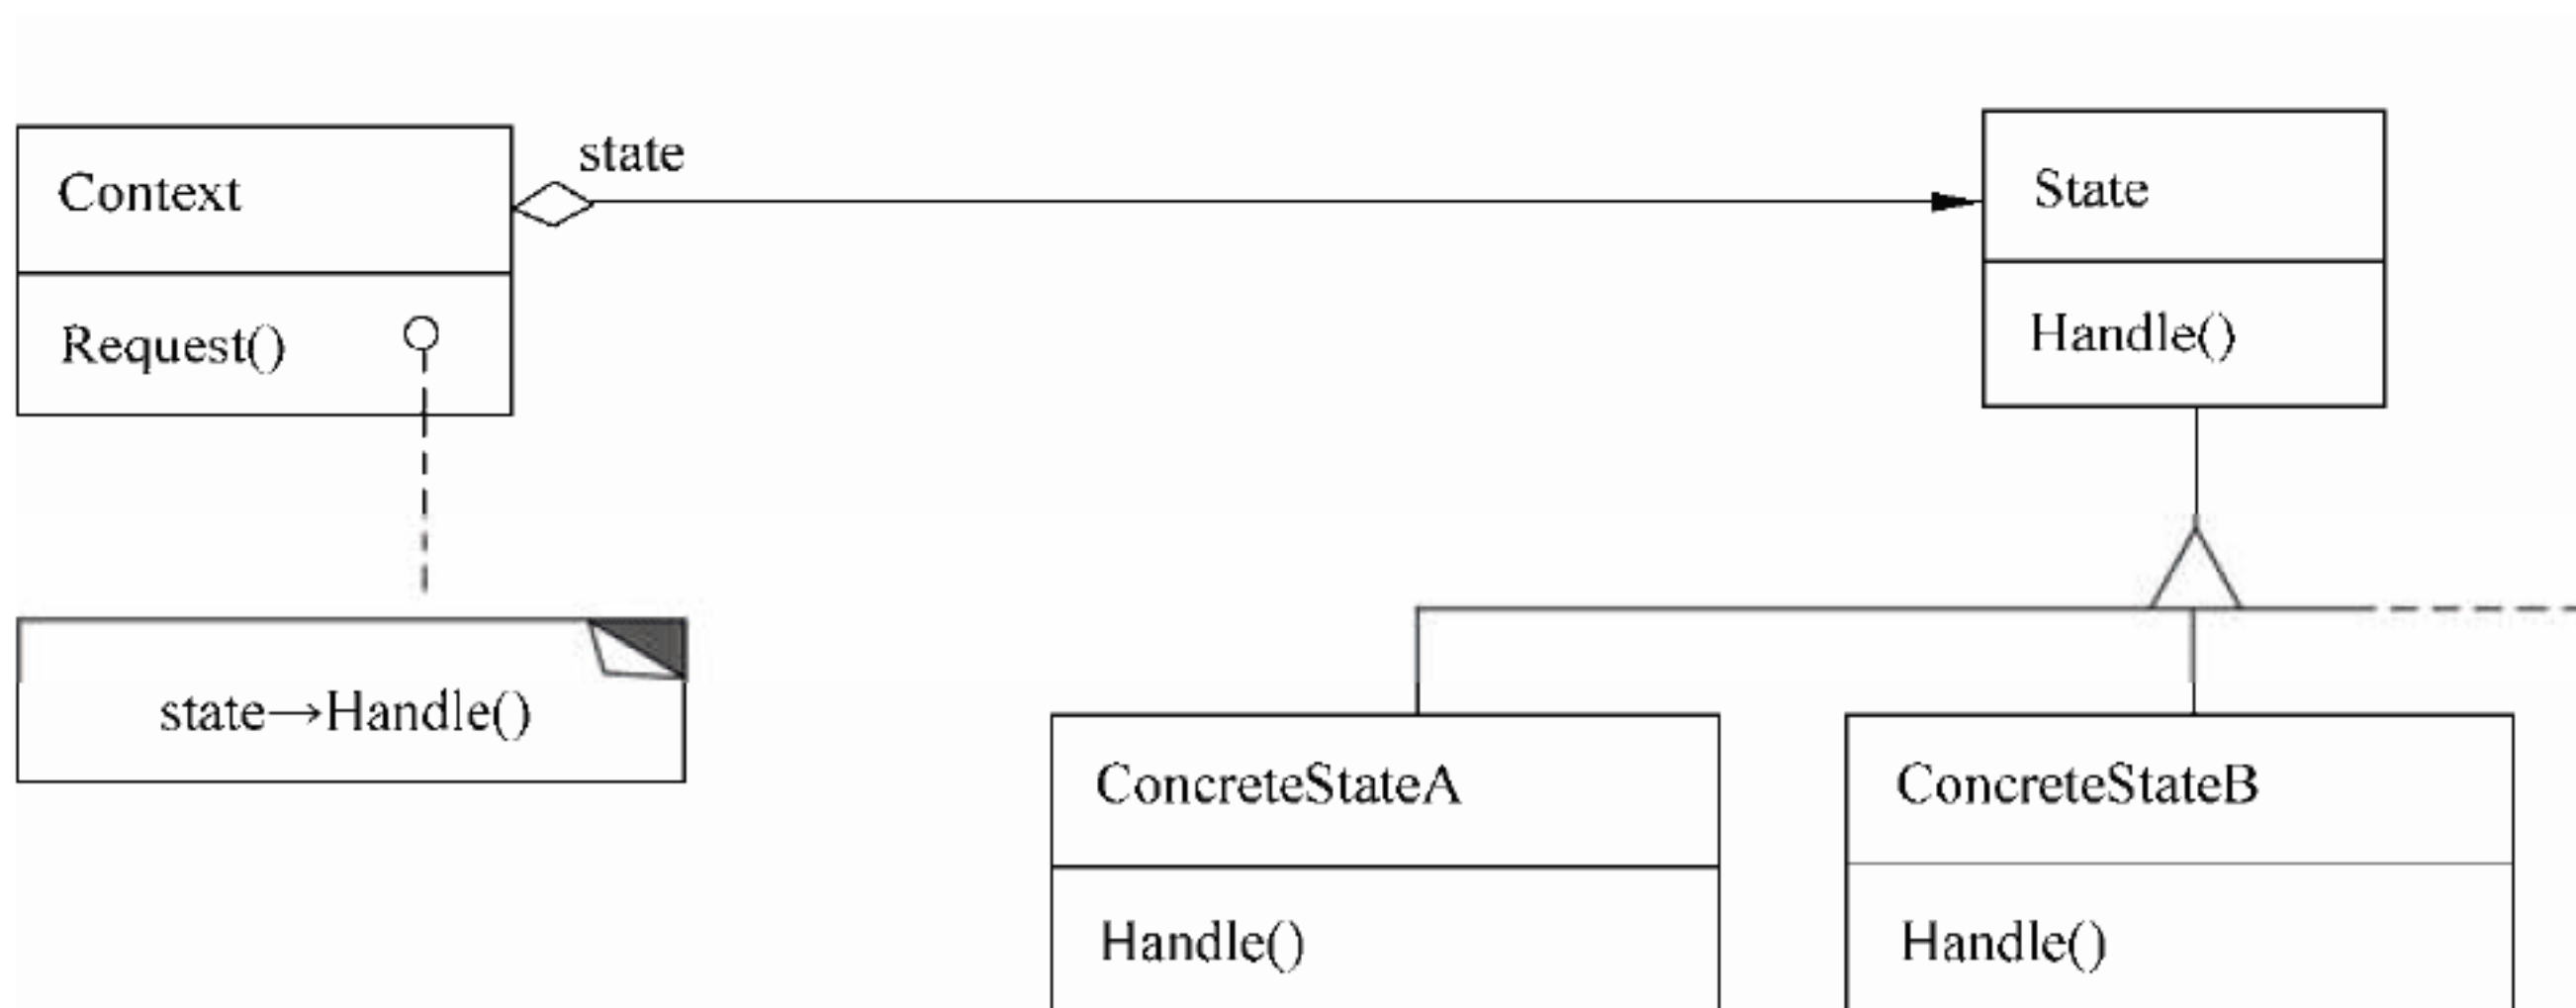 state
Context
State
Request()
Handle()
state→Handle()
ConcreteStateA
ConcreteStateB
Handle()
Handle()